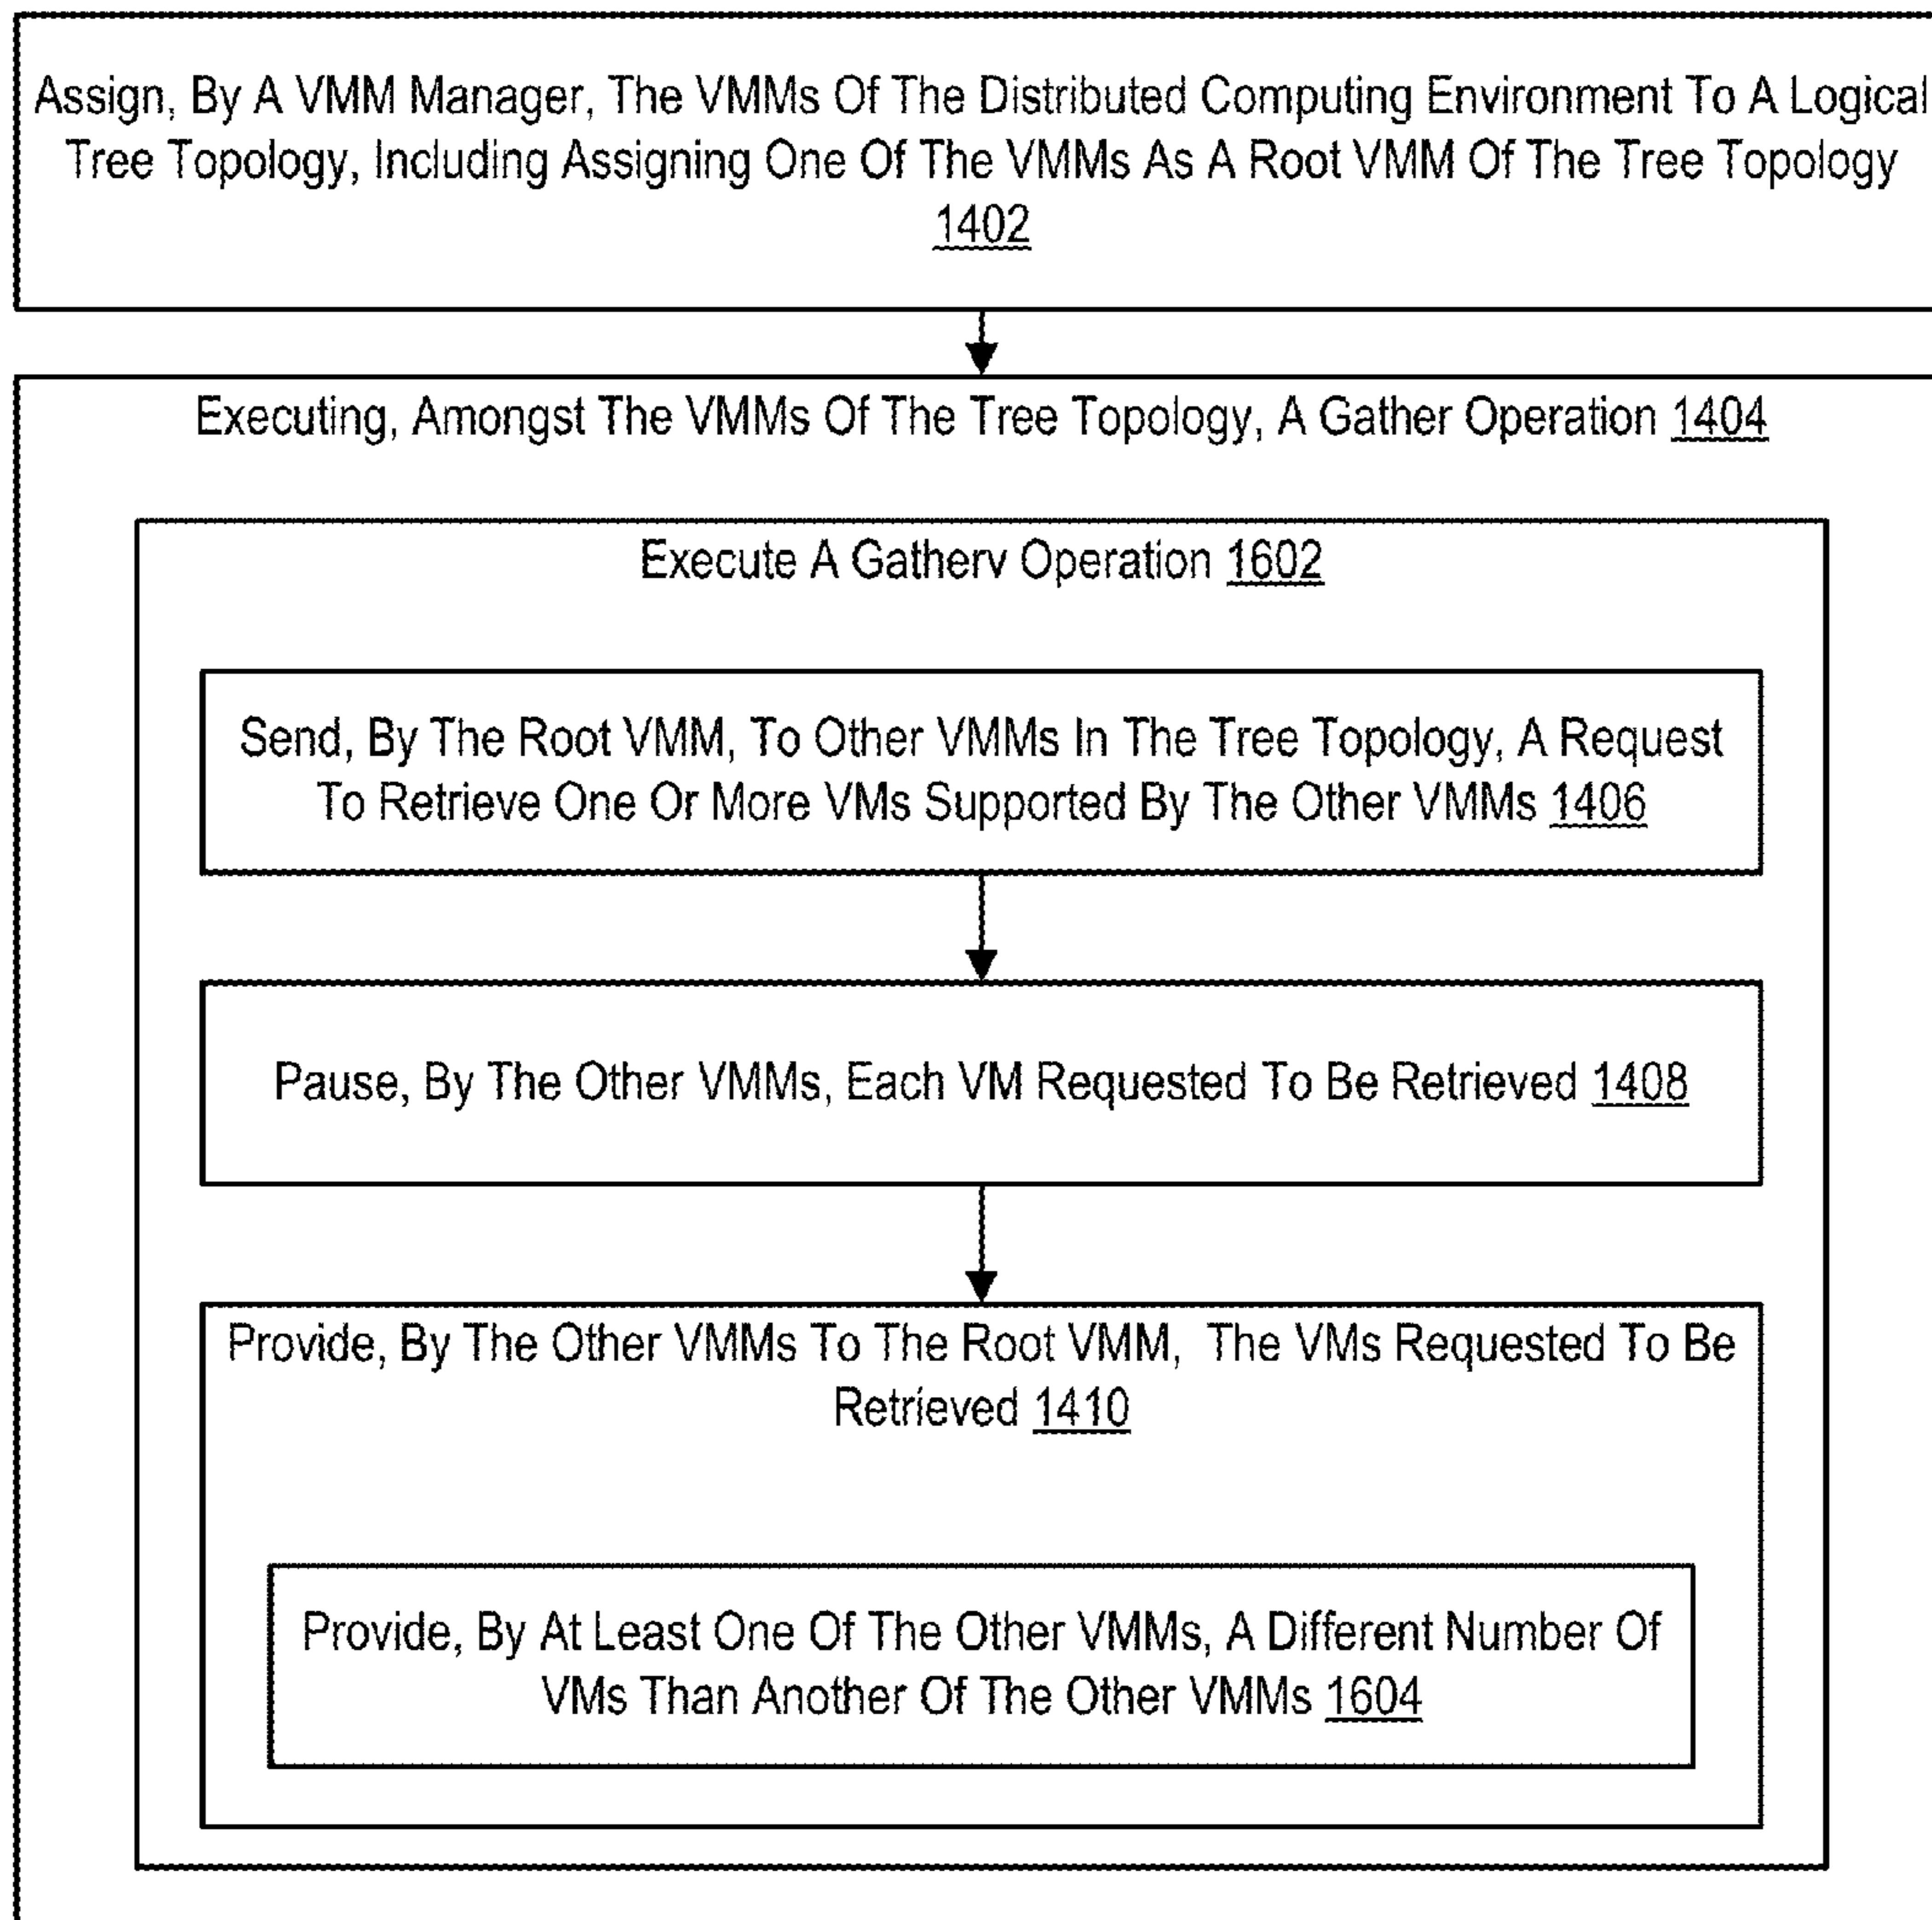 Assign, By A VMM Manager, The VMMs Of The Distributed Computing Environment To A Logical
Tree Topology, Including Assigning One Of The VMMs As A Root VMM Of The Tree Topology
1402
Executing, Amongst The VMMs Of The Tree Topology, A Gather Operation 1404
Execute A Gatherv Operation 1602
Send, By The Root VMM, To Other VMMs In The Tree Topology, A Request
To Retrieve One Or More VMs Supported By The Other VMMs 1406
Pause, By The Other VMMs, Each VM Requested To Be Retrieved 1408
Provide, By The Other VMMs To The Root VMM, The VMs Requested To Be
Retrieved 1410
Provide, By At Least One Of The Other VMMs, A Different Number Of
VMs Than Another Of The Other VMMs 1604